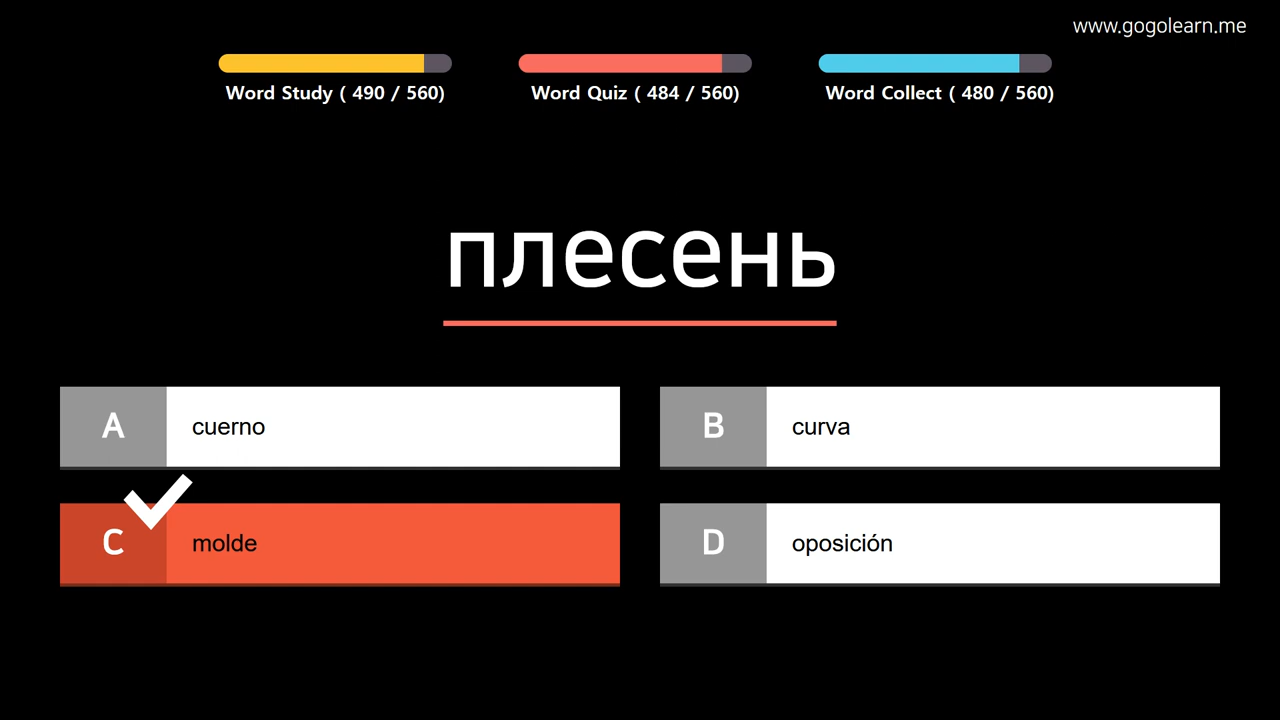 www.gogolearn.me
Word Study ( 490 / 560)
Word Quiz ( 484 / 560)
Word Collect ( 480 / 560)
плесень
A
cuerno
B
curva
C
molde
D
oposición